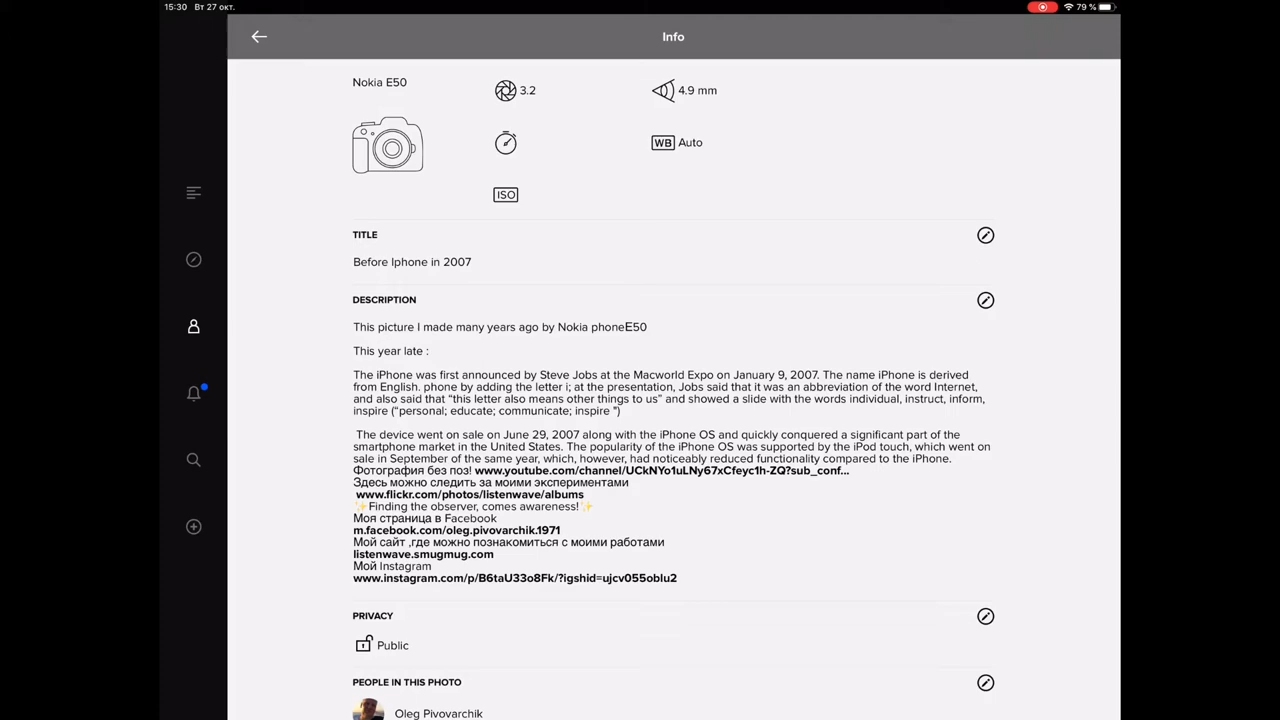 15:30 Вт 27 окт.
79 %
Info
Nokia E50
3.2
4.9 mm
WB Auto
ISO
TITLE
Before Iphone in 2007
DESCRIPTION
This picture I made many years ago by Nokia phoneE50
This year late :
The iPhone was first announced by Steve Jobs at the Macworld Expo on January 9, 2007. The name iPhone is derived
from English. phone by adding the letter i; at the presentation, Jobs said that it was an abbreviation of the word Internet,
and also said that “this letter also means other things to us” and showed a slide with the words individual, instruct, inform,
inspire (“personal; educate; communicate; inspire ")
The device went on sale on June 29, 2007 along with the iPhone OS and quickly conquered a significant part of the
smartphone market in the United States. The popularity of the iPhone OS was supported by the iPod touch, which went on
sale in September of the same year, which, however, had noticeably reduced functionality compared to the iPhone.
Фотография без поз! www.youtube.com/channel/UCkNYo1uLNy67xCfeyc1h-ZQ?sub_conf...
Здесь можно следить за моими экспериментами
www.flickr.com/photos/listenwave/albums
✨Finding the observer, comes awareness!✨
Моя страница в Facebook
m.facebook.com/oleg.pivovarchik.1971
Мой сайт ,где можно познакомиться с моими работами
listenwave.smugmug.com
Мой Instagram
www.instagram.com/p/B6taU33o8Fk/?igshid=ujcv055oblu2
PRIVACY
Public
PEOPLE IN THIS PHOTO
Oleg Pivovarchik